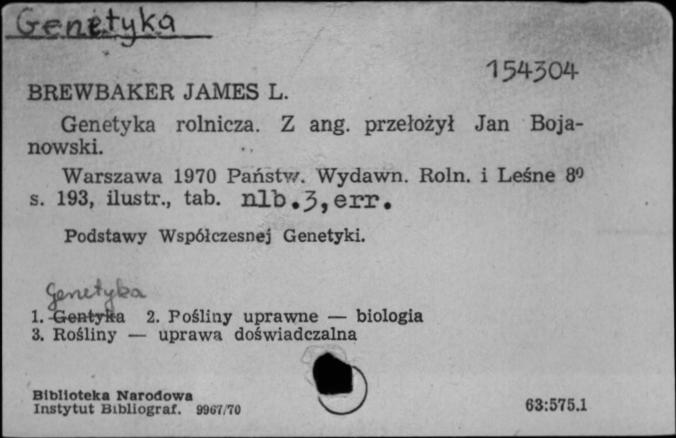 Genetyka
154304
BREWBAKER JAMES L.
Genetyka rolnicza. Z ang. przełożył Jan Boja-
nowski.
Warszawa 1970 Państw. Wydawn. Roln. i Leśne 8⁰
s. 193, ilustr., tab. nlb.3,err.
Podstawy Współczesnej Genetyki.
Genetyka
1. Gentyka 2. Pośliny uprawne — biologia
3. Rośliny — uprawa doświadczalna
Biblioteka Narodowa
Instytut Bibliograf. 9967/70
63:575.1